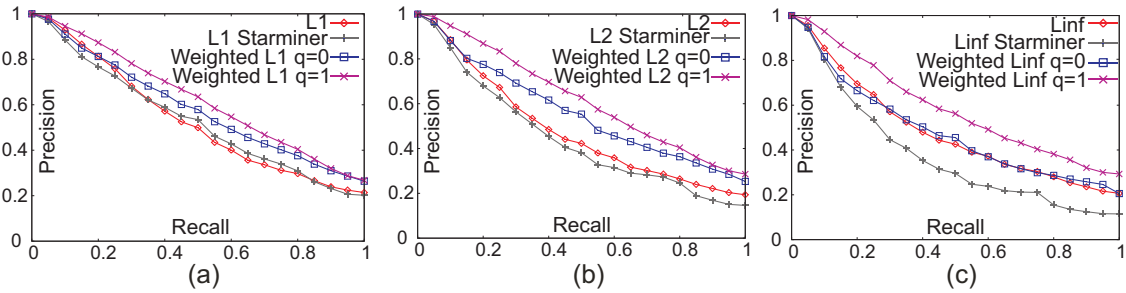 L1
L1 Starminer
Weighted L1 q=0
Weighted L1 q=1
Precision
Recall
1
0.8
0.6
0.4
0.2
0
0 0.2 0.4 0.6 0.8 1
(a)
L2
L2 Starminer
Weighted L2 q=0
Weighted L2 q=1
Precision
Recall
1
0.8
0.6
0.4
0.2
0
0 0.2 0.4 0.6 0.8 1
(b)
Linf
Linf Starminer
Weighted Linf q=0
Weighted Linf q=1
Precision
Recall
1
0.8
0.6
0.4
0.2
0
0 0.2 0.4 0.6 0.8 1
(c)